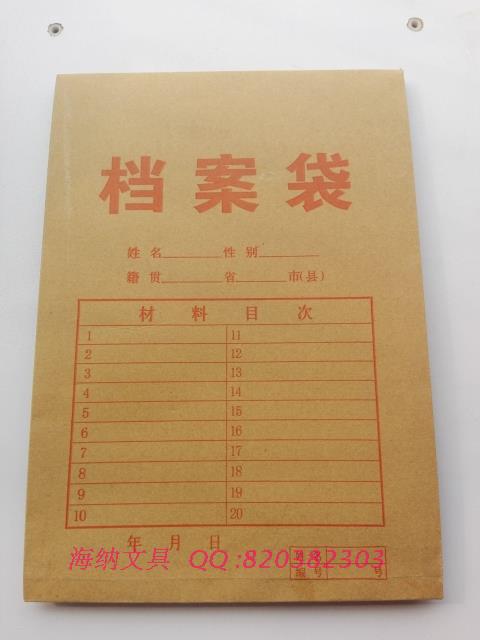 档案袋
姓名 性别
籍贯 省 市(县)
材料目次
1 11
2 12
3 13
4 14
5 15
6 16
7 17
8 18
9 19
10 20
年 月 日
海纳文具 QQ:820382303
编号 号